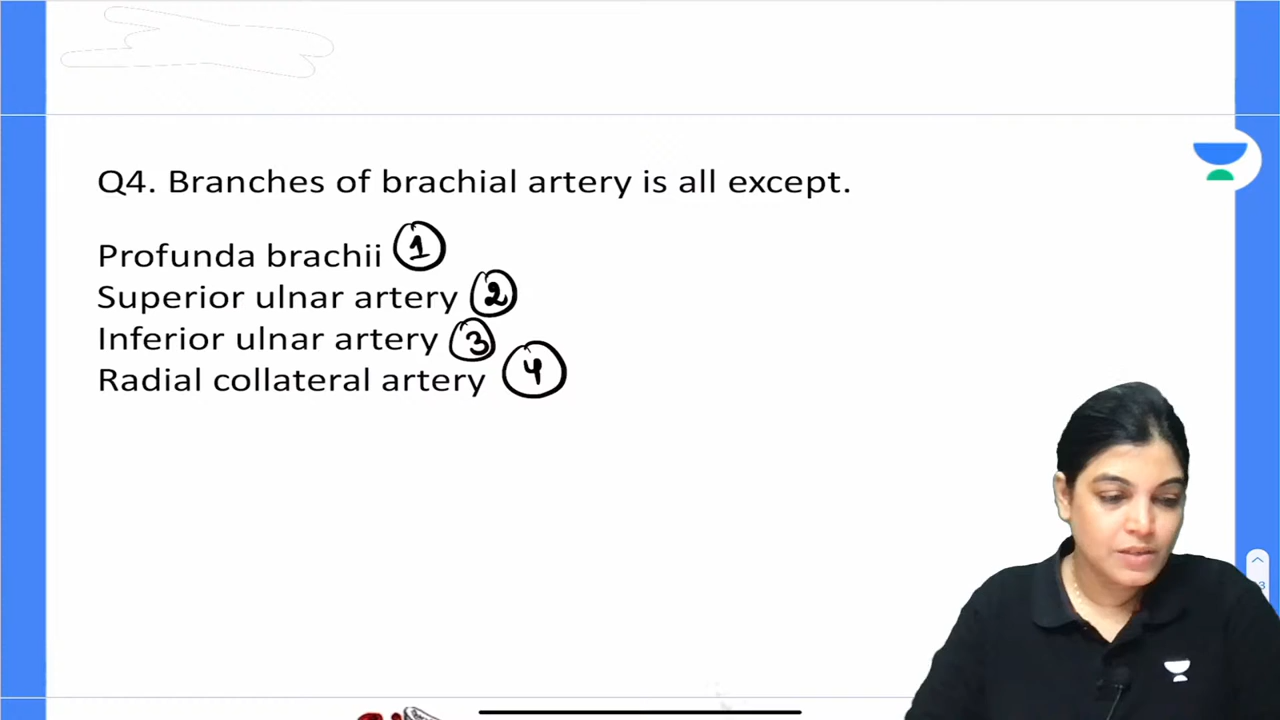 Q4. Branches of brachial artery is all except.
Profunda brachii 1
Superior ulnar artery 2
Inferior ulnar artery 3
Radial collateral artery 4